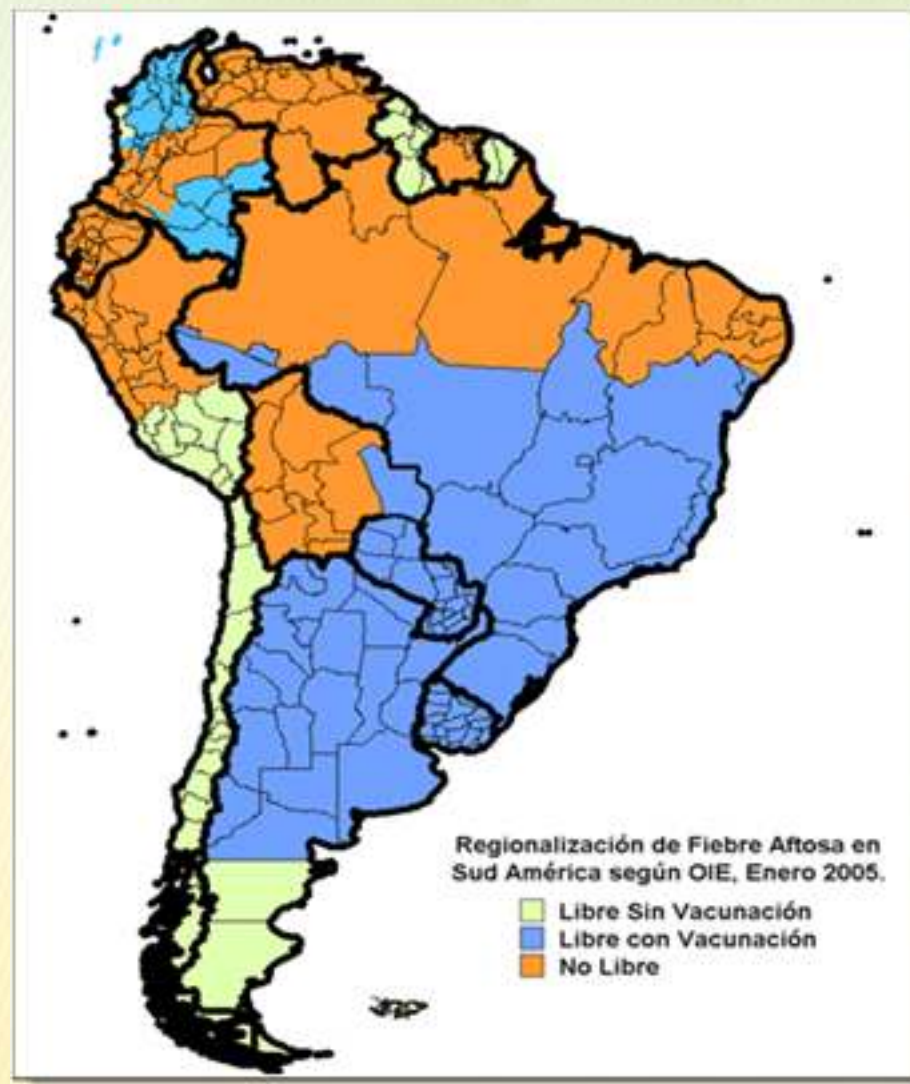 Regionalización de Fiebre Aftosa en
Sud América según OIE, Enero 2005.
Libre Sin Vacunación
Libre con Vacunación
No Libre